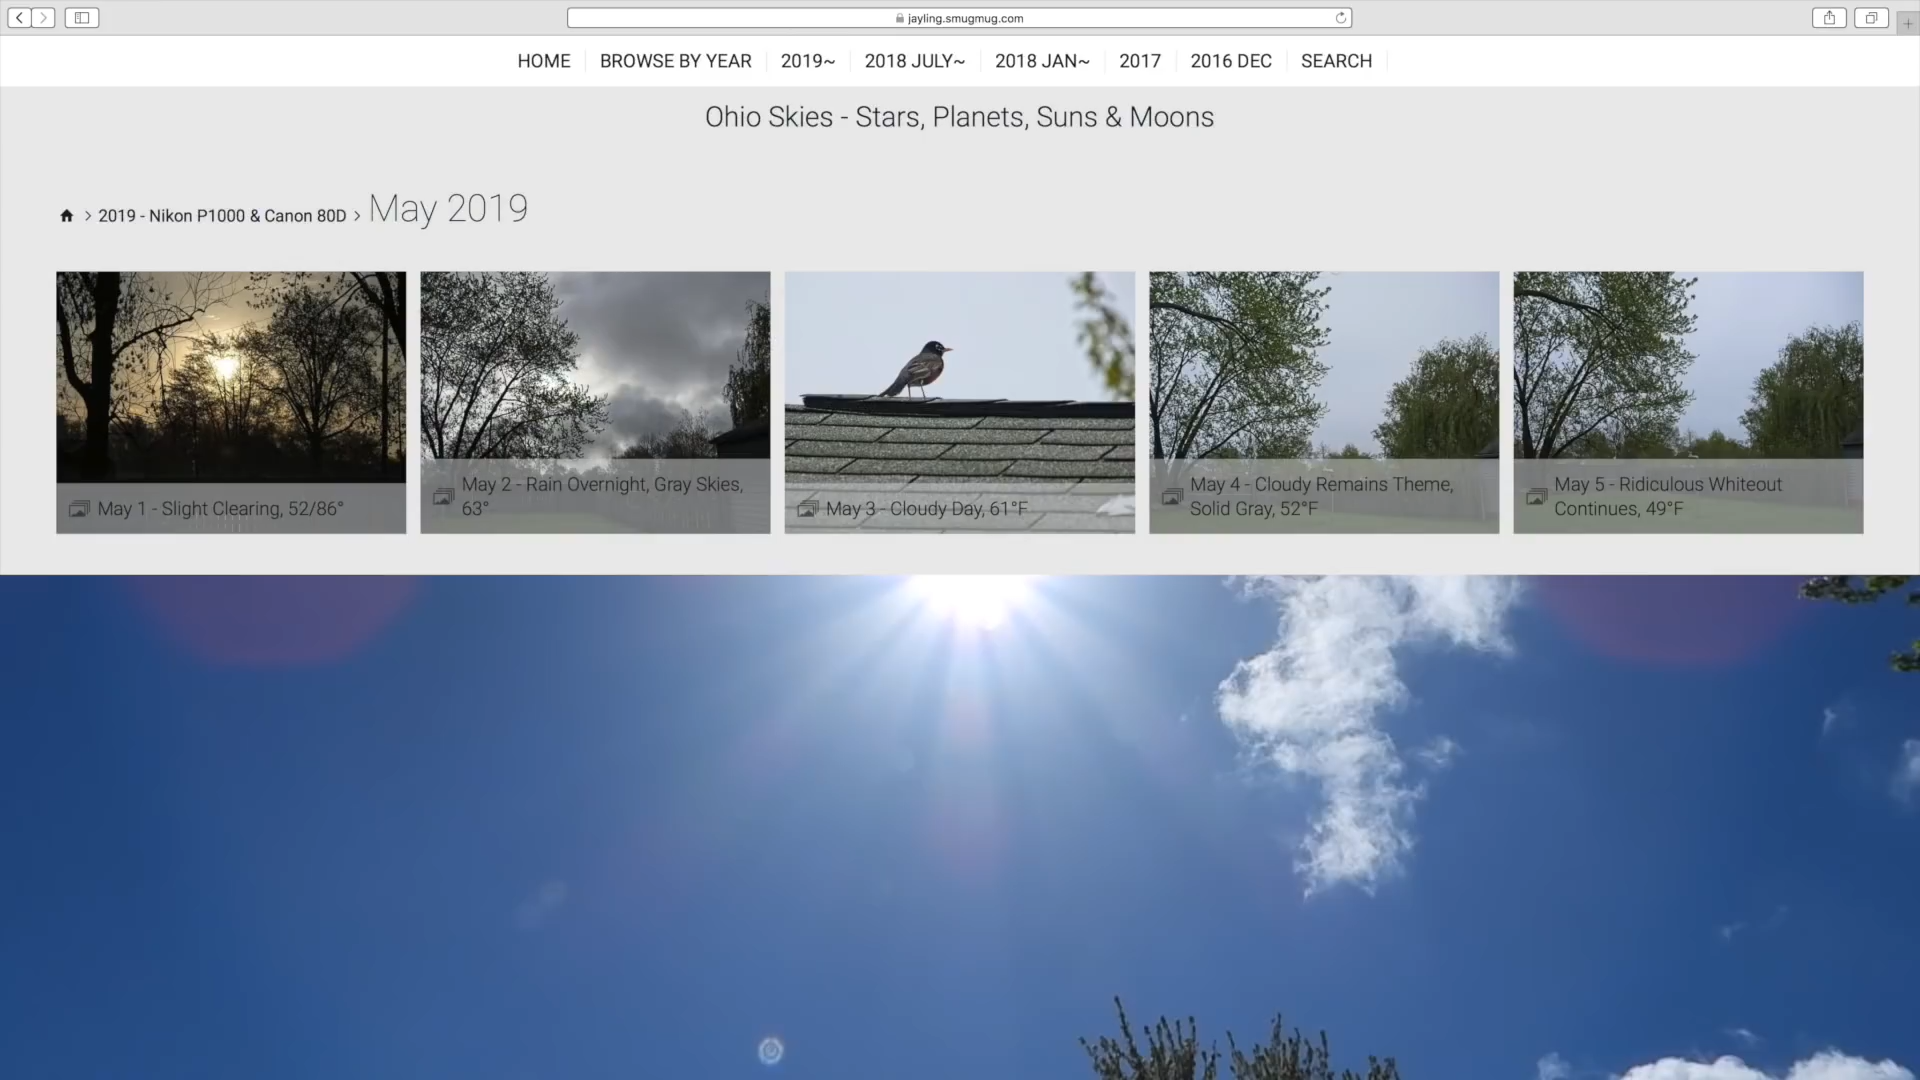 jayling.smugmug.com
HOME BROWSE BY YEAR 2019~ 2018 JULY~ 2018 JAN~ 2017 2016 DEC SEARCH
Ohio Skies - Stars, Planets, Suns & Moons
> 2019 - Nikon P1000 & Canon 80D > May 2019
May 1 - Slight Clearing, 52/86°
May 2 - Rain Overnight, Gray Skies,
63°
May 3 - Cloudy Day, 61°F
May 4 - Cloudy Remains Theme,
Solid Gray, 52°F
May 5 - Ridiculous Whiteout
Continues, 49°F